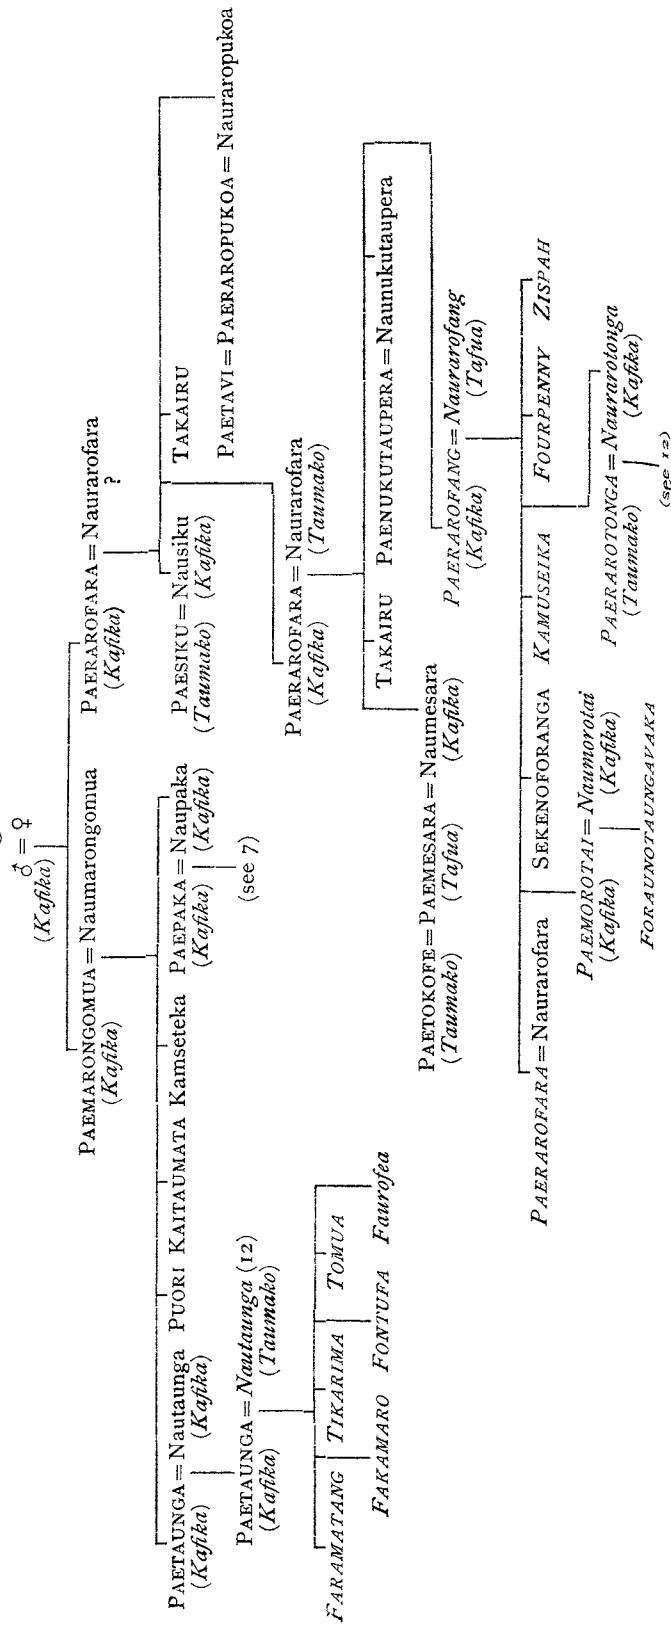 ♂ = ♀
(Kafika)
PAEMARONGOMUA = Naumarongomua
(Kafika)
PAERAROFARA = Naurarofara
(Kafika) ?
PAETAUNGA = Nautaunga PUORI KAITAUMATA Kamseteka PAEPAKA = Naupaka
(Kafika) (Kafika) (Kafika) (Kafika)
(see 7)
PAESIKU = Nausiku TAKAIRU
(Taumako) (Kafika)
PAETAVI = PAERAROPUKOA = Nauraropukoa
PAETAUNGA = Nautaunga (12)
(Kafika) (Taumako)
PAERAROFARA = Naurarofara
(Kafika) (Taumako)
FARAMATANG TIKARIMA TOMUA
FAKAMARO FONTUFA Faurofea
TAKAIRU PAENUKUTAUPERA = Naunukutaupera
PAETOKOFE = PAEMESARA = Naumesara
(Taumako) (Tafua) (Kafika)
PAERAROFANG = Naurarofang
(Kafika) (Tafua)
PAERAROFARA = Naurarofara SEKENOFORANGA KAMUSEIKA FOURPENNY ZISPAH
PAEMOROTAI = Naumorotai
(Kafika) (Kafika)
PAERAROTONGA = Naurarotonga
(Taumako) (Kafika)
FORAUNOTAUNGAVAKA
(see 12)